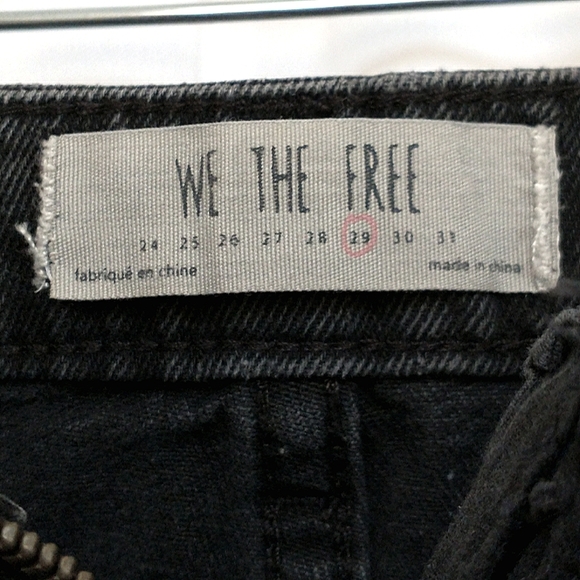 WE THE FREE
24 25 26 27 28 29 30 31
fabriqué en chine made in china